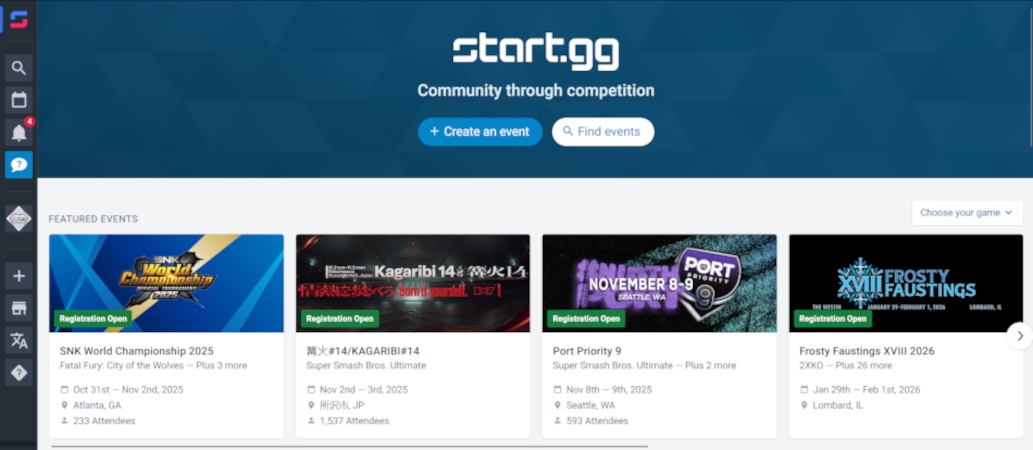 4
start.gg
Community through competition
+ Create an event
Find events
FEATURED EVENTS
Choose your game
SNK
World
Championship
OFFICIAL TOURNAMENT
2025
Registration Open
SNK World Championship 2025
Fatal Fury: City of the Wolves — Plus 3 more
Oct 31st — Nov 2nd, 2025
Atlanta, GA
233 Attendees
Kagaribi 14
篝火14
Born it yourself.
Registration Open
篝火#14/KAGARIBI#14
Super Smash Bros. Ultimate
Nov 2nd — 3rd, 2025
所沢市, JP
1,537 Attendees
PORT
PRIORITY
9
NOVEMBER 8-9
SEATTLE, WA
Registration Open
Port Priority 9
Super Smash Bros. Ultimate — Plus 2 more
Nov 8th — 9th, 2025
Seattle, WA
593 Attendees
XVIII
FROSTY
FAUSTINGS
THE WESTIN
JANUARY 29-FEBRUARY 1, 2026
LOMBARD, IL
Registration Open
Frosty Faustings XVIII 2026
2XKO — Plus 26 more
Jan 29th — Feb 1st, 2026
Lombard, IL